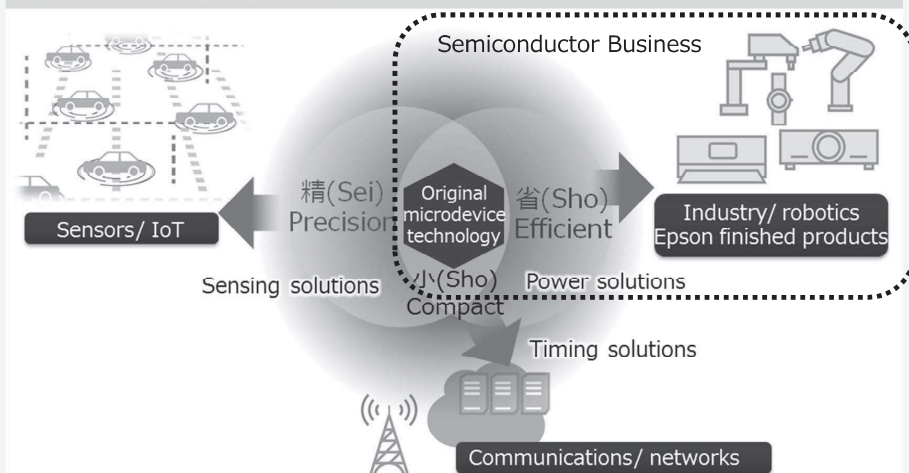 Semiconductor Business
精(Sei)
Precision
Original
microdevice
technology
省(Sho)
Efficient
Sensors/ IoT
Industry/ robotics
Epson finished products
Sensing solutions
小(Sho)
Compact
Power solutions
Timing solutions
Communications/ networks